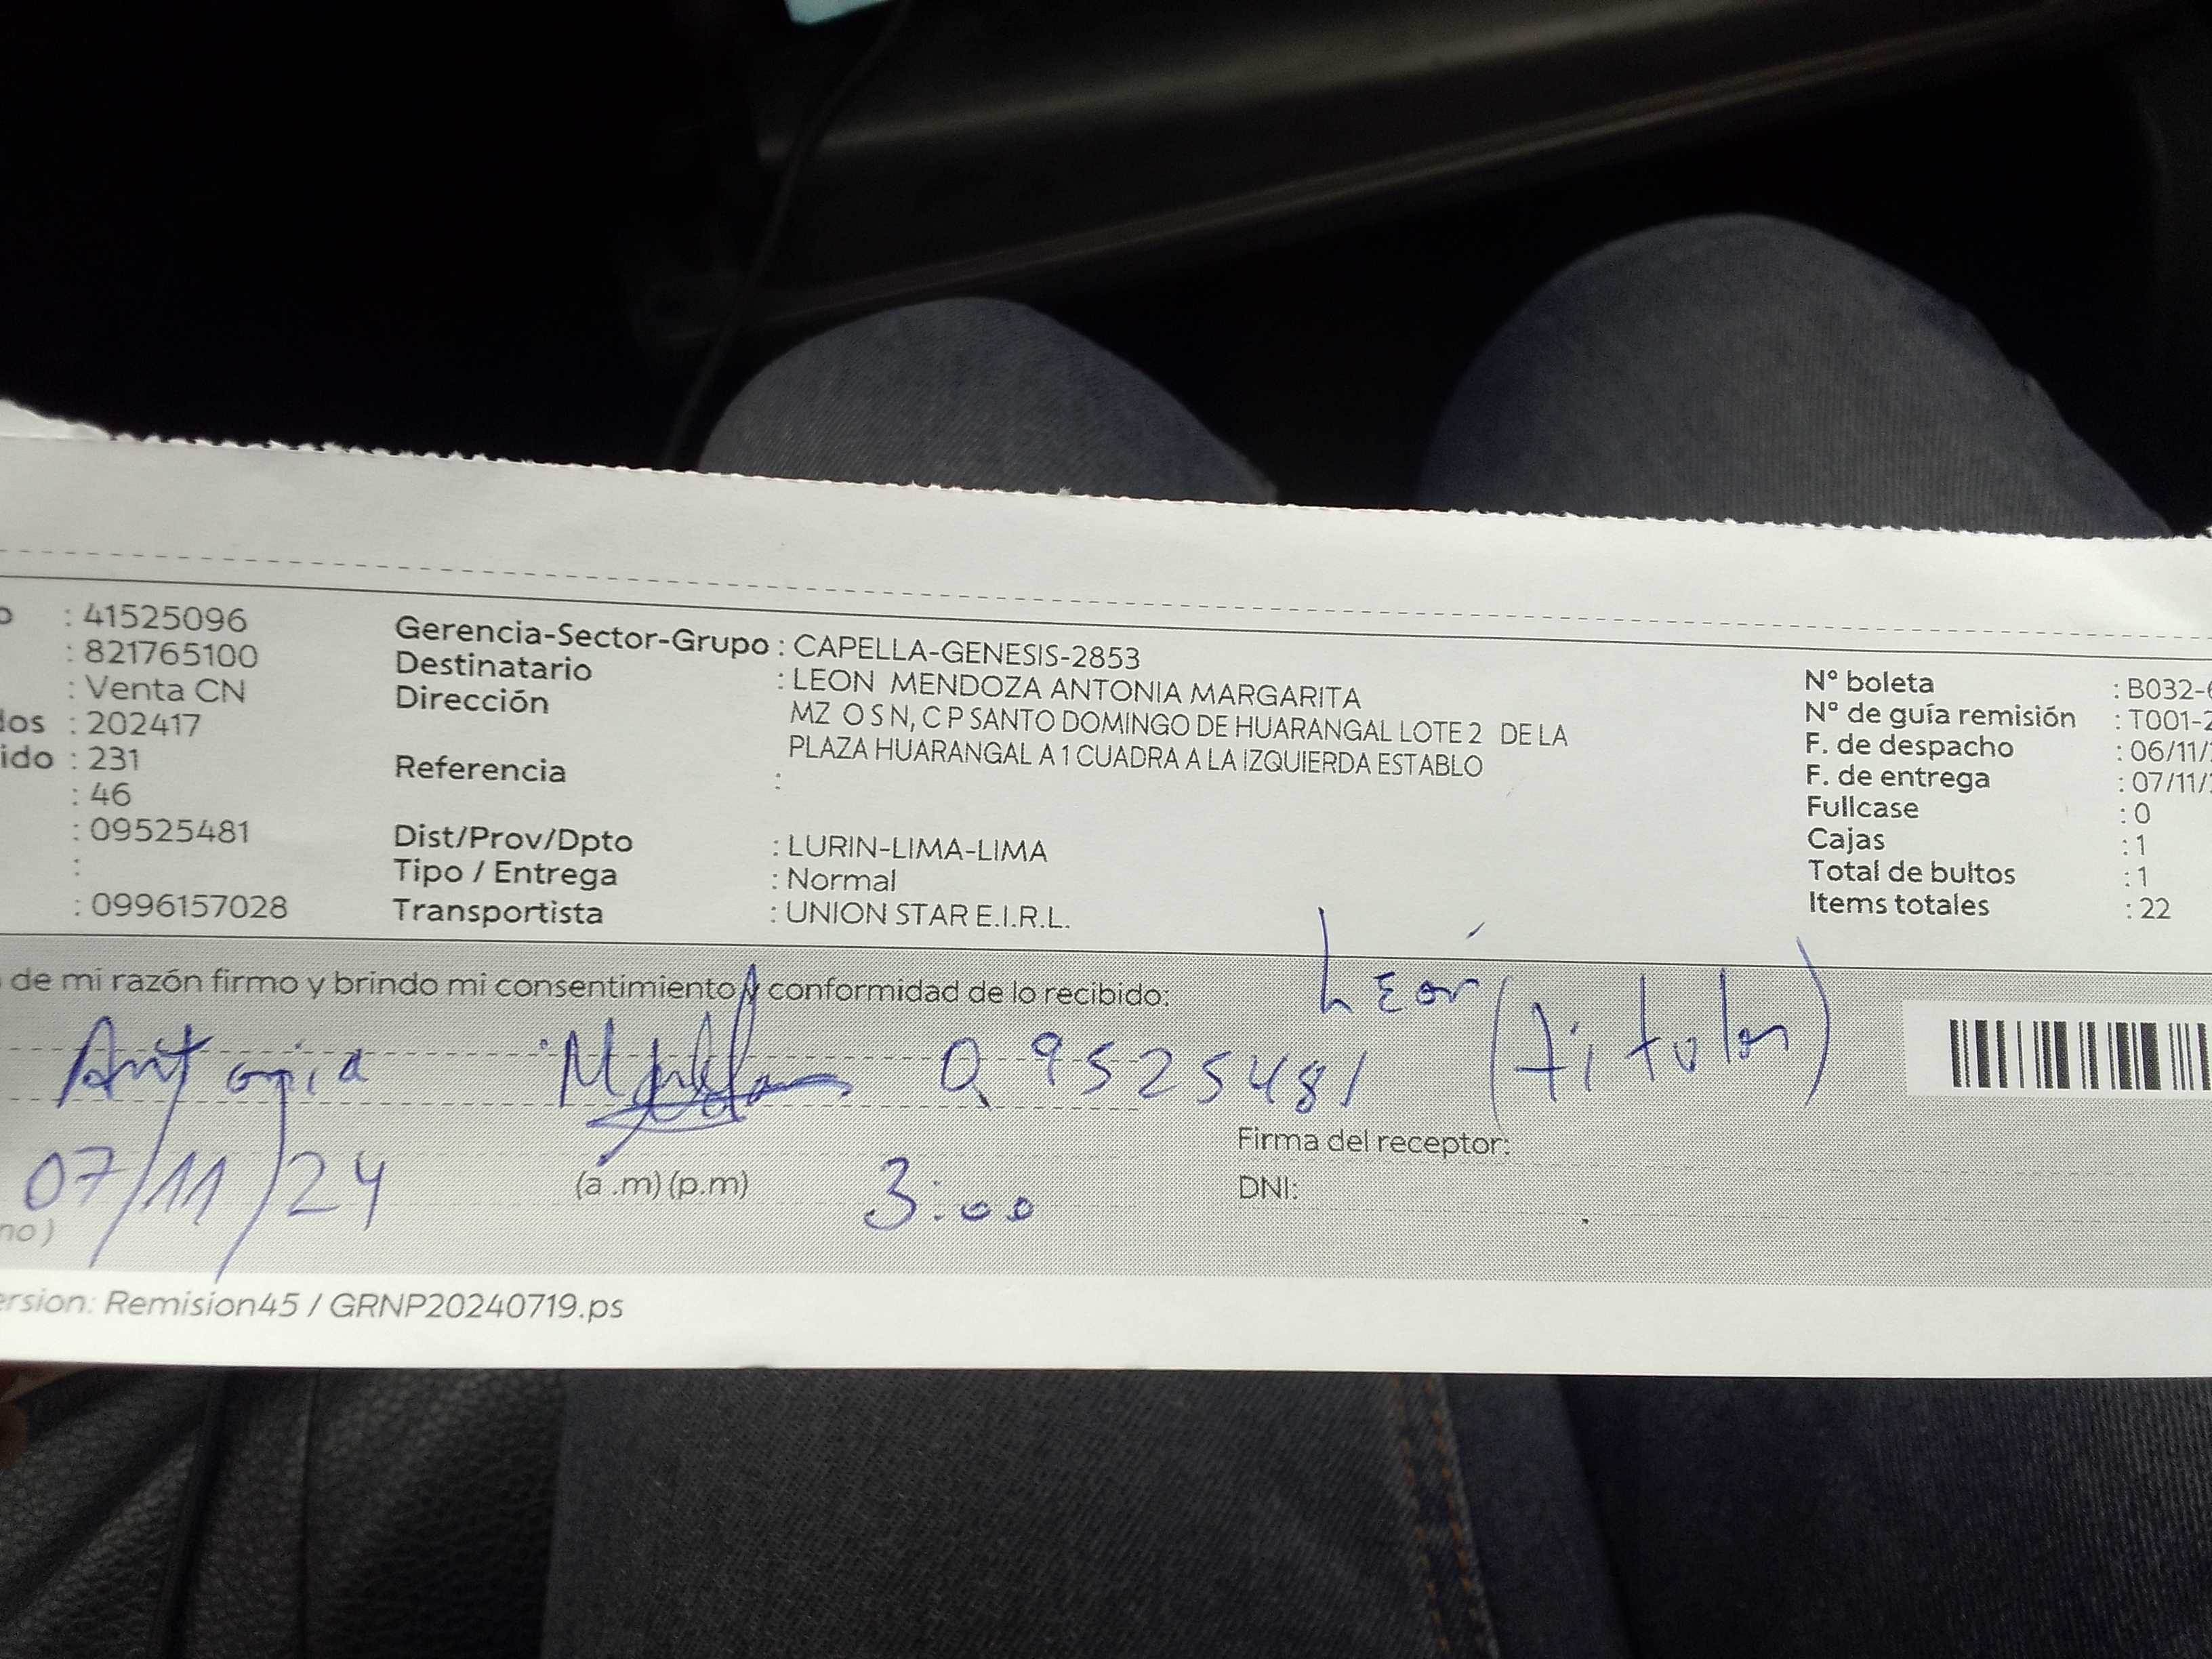 : 41525096
: 821765100
: Venta CN
: 202417
ido : 231
: 46
: 09525481
:
: 0996157028
Gerencia-Sector-Grupo : CAPELLA-GENESIS-2853
Destinatario : LEON MENDOZA ANTONIA MARGARITA
Dirección MZ O S N, C P SANTO DOMINGO DE HUARANGAL LOTE 2 DE LA
PLAZA HUARANGAL A 1 CUADRA A LA IZQUIERDA ESTABLO
Referencia :
Dist/Prov/Dpto : LURIN-LIMA-LIMA
Tipo / Entrega : Normal
Transportista : UNION STAR E.I.R.L.
N° boleta : B032-
N° de guía remisión : T001-2
F. de despacho : 06/11/
F. de entrega : 07/11/
Fullcase : 0
Cajas : 1
Total de bultos : 1
Items totales : 22
de mi razón firmo y brindo mi consentimiento y conformidad de lo recibido:
León
Antonia 09525481 (titular)
Firma del receptor:
07/11/24 (a .m) (p.m) 3:00
DNI:
no)
ersion: Remision45 / GRNP20240719.ps